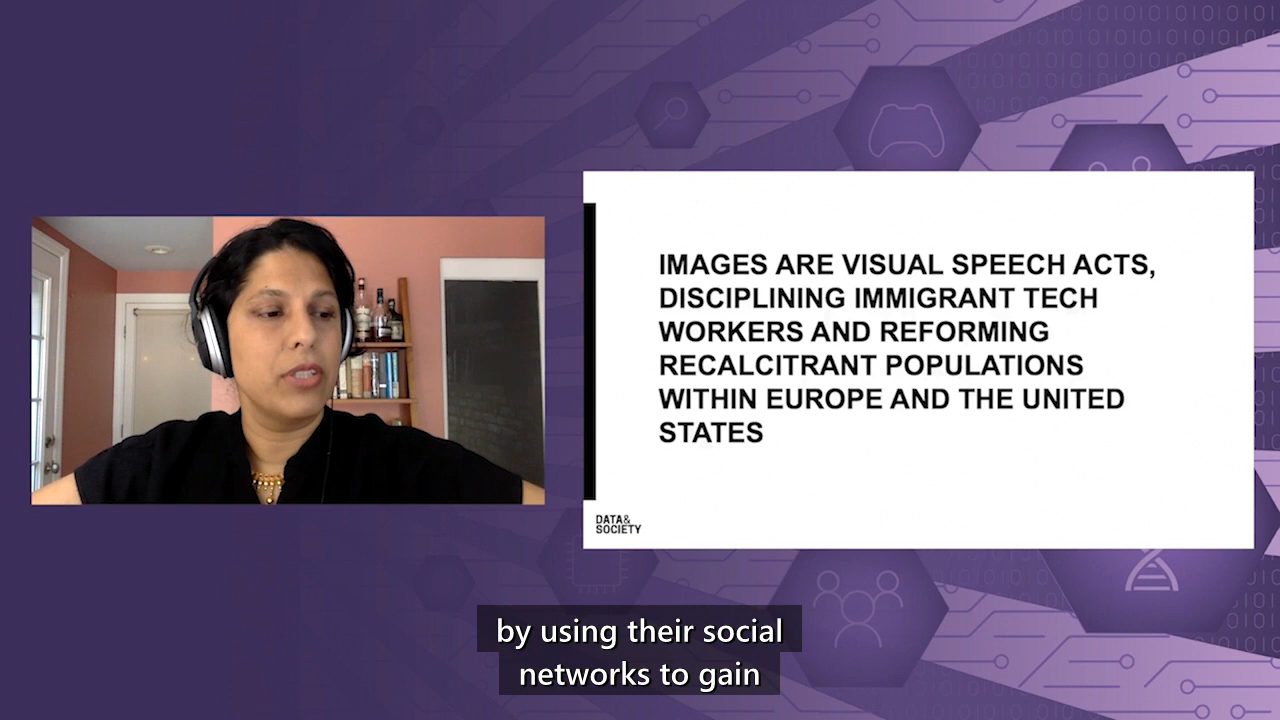 IMAGES ARE VISUAL SPEECH ACTS,
DISCIPLINING IMMIGRANT TECH
WORKERS AND REFORMING
RECALCITRANT POPULATIONS
WITHIN EUROPE AND THE UNITED
STATES
DATA&
SOCIETY
by using their social
networks to gain